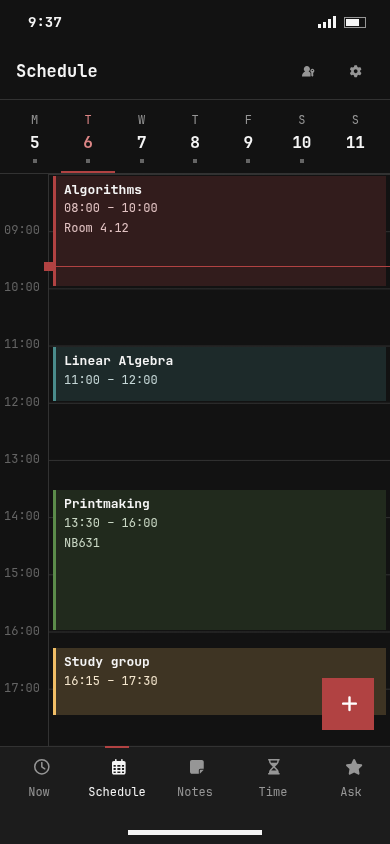 9:37
Schedule
M T W T F S S
5 6 7 8 9 10 11
Algorithms
08:00 – 10:00
Room 4.12
09:00
10:00
11:00
Linear Algebra
11:00 – 12:00
12:00
13:00
Printmaking
13:30 – 16:00
NB631
14:00
15:00
16:00
Study group
16:15 – 17:30
17:00
+
Now Schedule Notes Time Ask